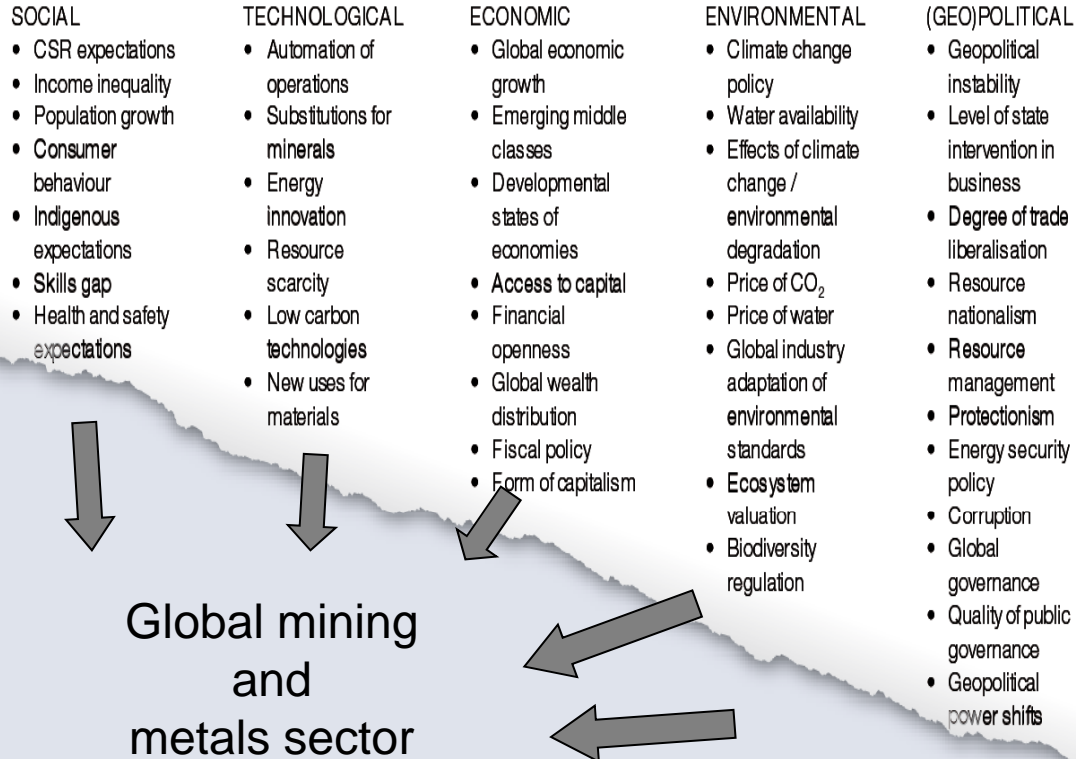 SOCIAL
• CSR expectations
• Income inequality
• Population growth
• Consumer
behaviour
• Indigenous
expectations
• Skills gap
• Health and safety
expectations
TECHNOLOGICAL
• Automation of
operations
• Substitutions for
minerals
• Energy
innovation
• Resource
scarcity
• Low carbon
technologies
• New uses for
materials
ECONOMIC
• Global economic
growth
• Emerging middle
classes
• Developmental
states of
economies
• Access to capital
• Financial
openness
• Global wealth
distribution
• Fiscal policy
• Form of capitalism
ENVIRONMENTAL
• Climate change
policy
• Water availability
• Effects of climate
change /
environmental
degradation
• Price of CO₂
• Price of water
• Global industry
adaptation of
environmental
standards
• Ecosystem
valuation
• Biodiversity
regulation
(GEO)POLITICAL
• Geopolitical
instability
• Level of state
intervention in
business
• Degree of trade
liberalisation
• Resource
nationalism
• Resource
management
• Protectionism
• Energy security
policy
• Corruption
• Global
governance
• Quality of public
governance
• Geopolitical
power shifts
Global mining
and
metals sector